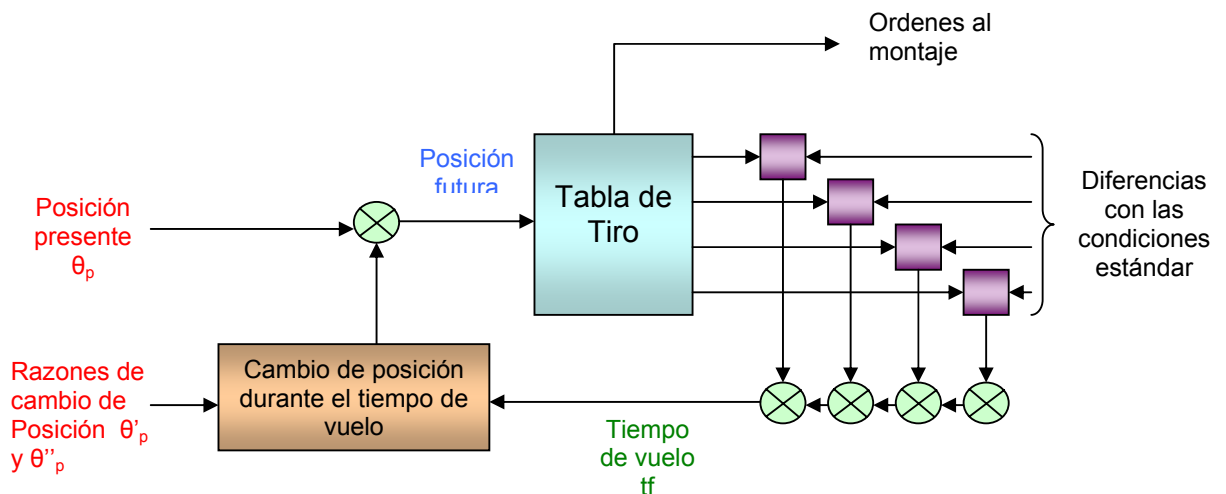 Ordenes al
montaje
Posición
futura
Tabla de
Tiro
Diferencias
con las
condiciones
estándar
Posición
presente
θp
Cambio de posición
durante el tiempo de
vuelo
Razones de
cambio de
Posición θ’p
y θ’’p
Tiempo
de vuelo
tf